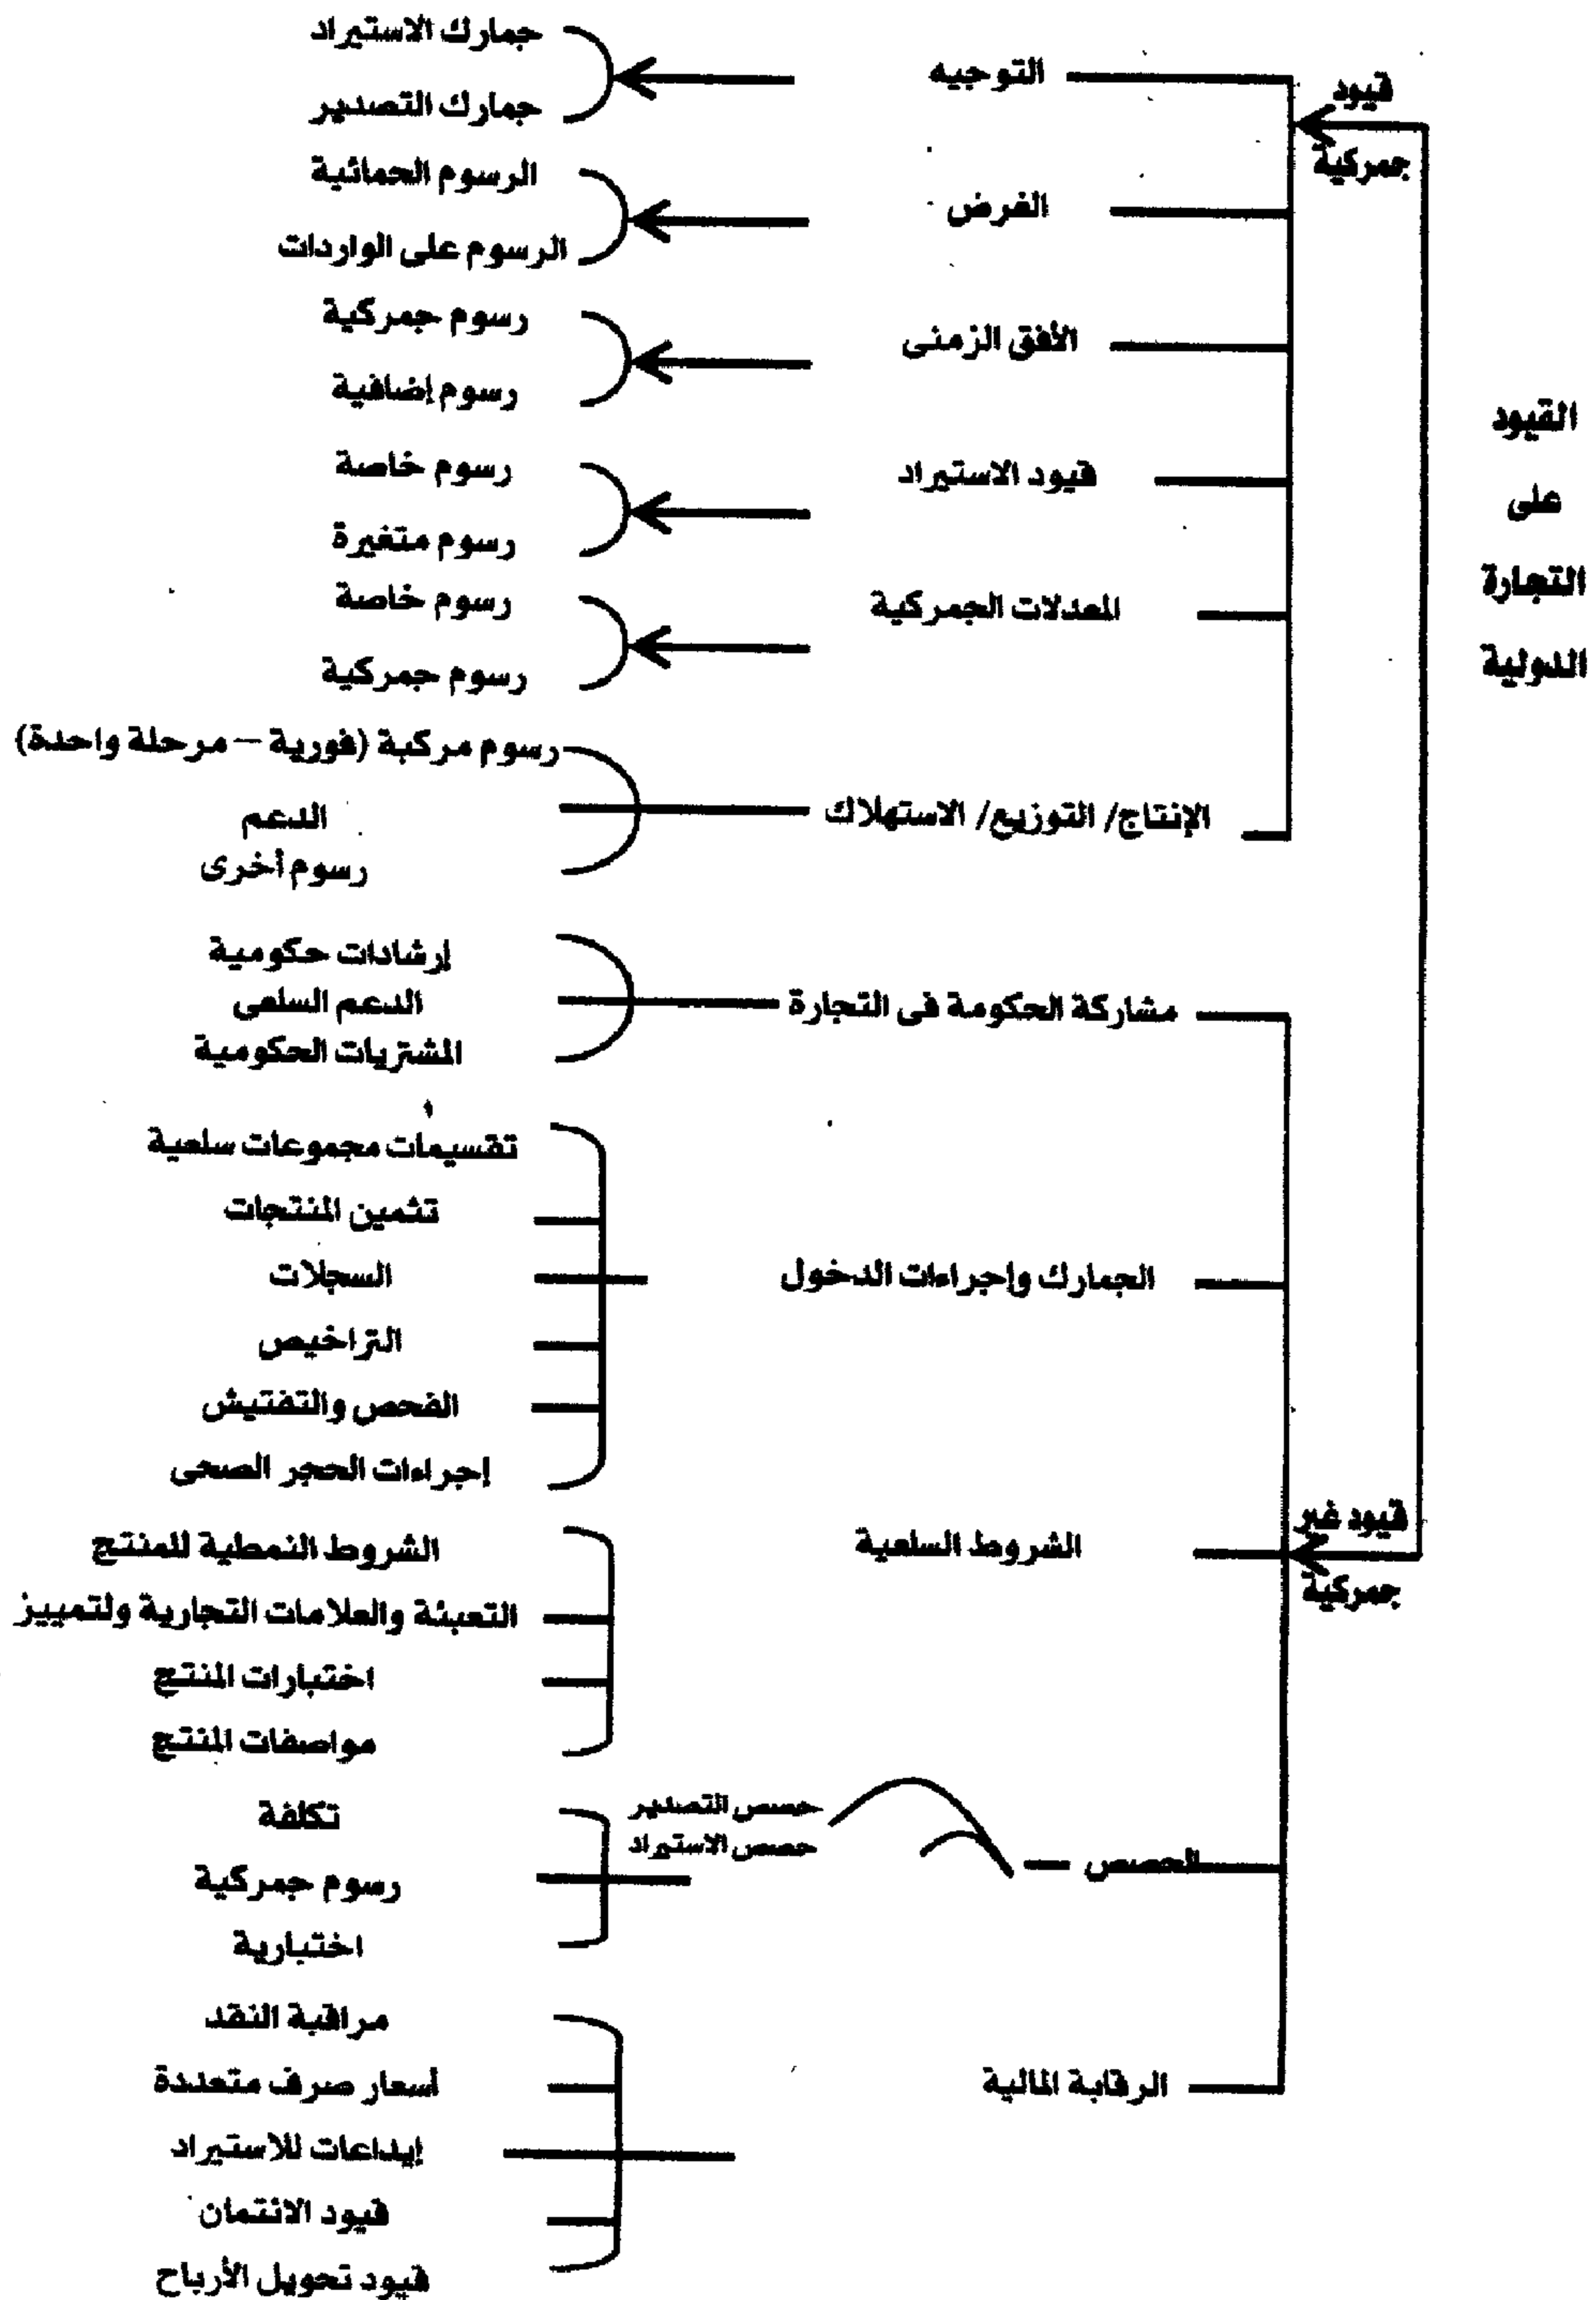 القيود
على
التجارة
الدولية
قيود
جمركية
التوجيه
جمارك الاستيراد
جمارك التصدير
الغرض
الرسوم الحمائية
الرسوم على الواردات
الأفق الزمنى
رسوم جمركية
رسوم إضافية
قيود الاستيراد
رسوم خاصة
رسوم متغيرة
المعدلات الجمركية
رسوم خاصة
رسوم جمركية
الإنتاج/ التوزيع/ الاستهلاك
رسوم مركبة (فورية – مرحلة واحدة)
الدعم
رسوم أخرى
قيود غير
جمركية
مشاركة الحكومة فى التجارة
إرشادات حكومية
الدعم السلعى
المشتريات الحكومية
الجمارك وإجراءات الدخول
تقسيمات مجموعات سلعية
تثمين المنتجات
السجلات
التراخيص
الفحص والتفتيش
إجراءات الحجر الصحى
الشروط السلعية
الشروط النمطية للمنتج
التعبئة والعلامات التجارية ولتمييز
اختبارات المنتج
مواصفات المنتج
الحصص
حصص التصدير
حصص الاستيراد
تكلفة
رسوم جمركية
اختبارية
الرقابة المالية
مراقبة النقد
أسعار صرف متعددة
إيداعات للاستيراد
قيود الائتمان
قيود تحويل الأرباح